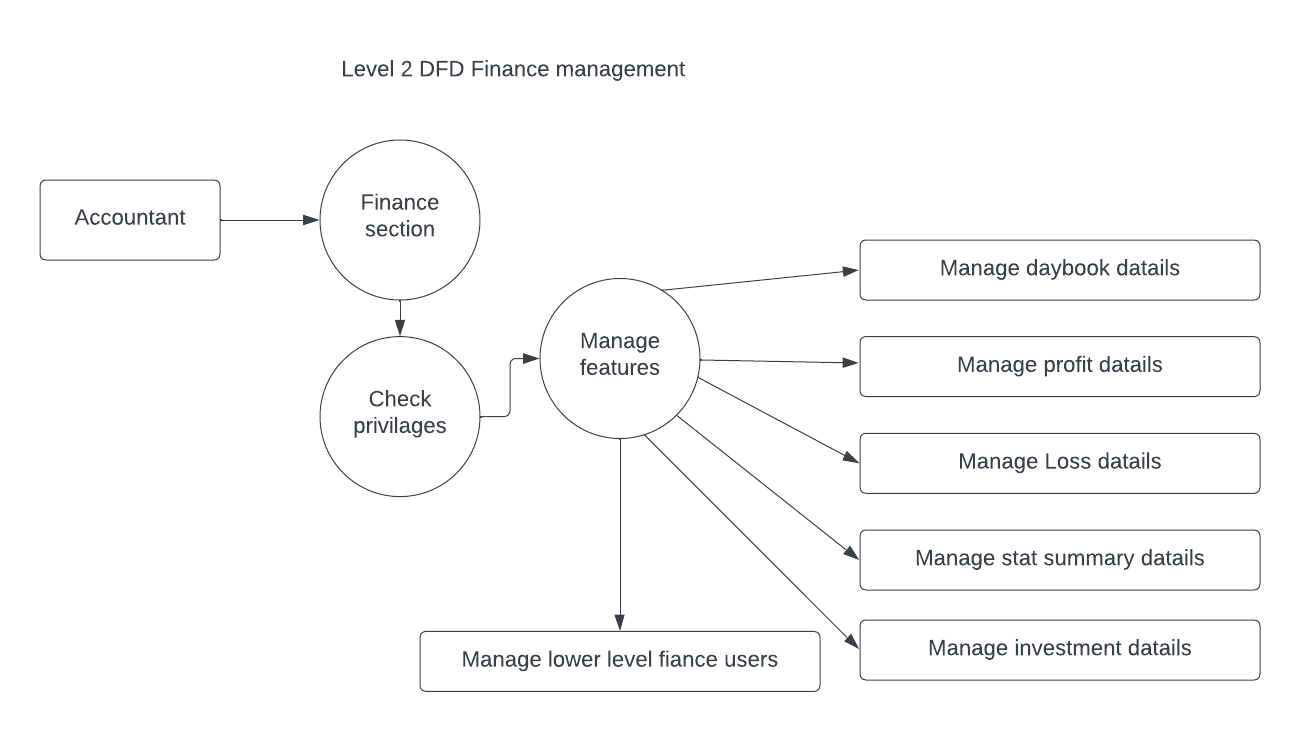 Level 2 DFD Finance management
Accountant
Finance
section
Check
privilages
Manage
features
Manage daybook datails
Manage profit datails
Manage Loss datails
Manage stat summary datails
Manage investment datails
Manage lower level fiance users